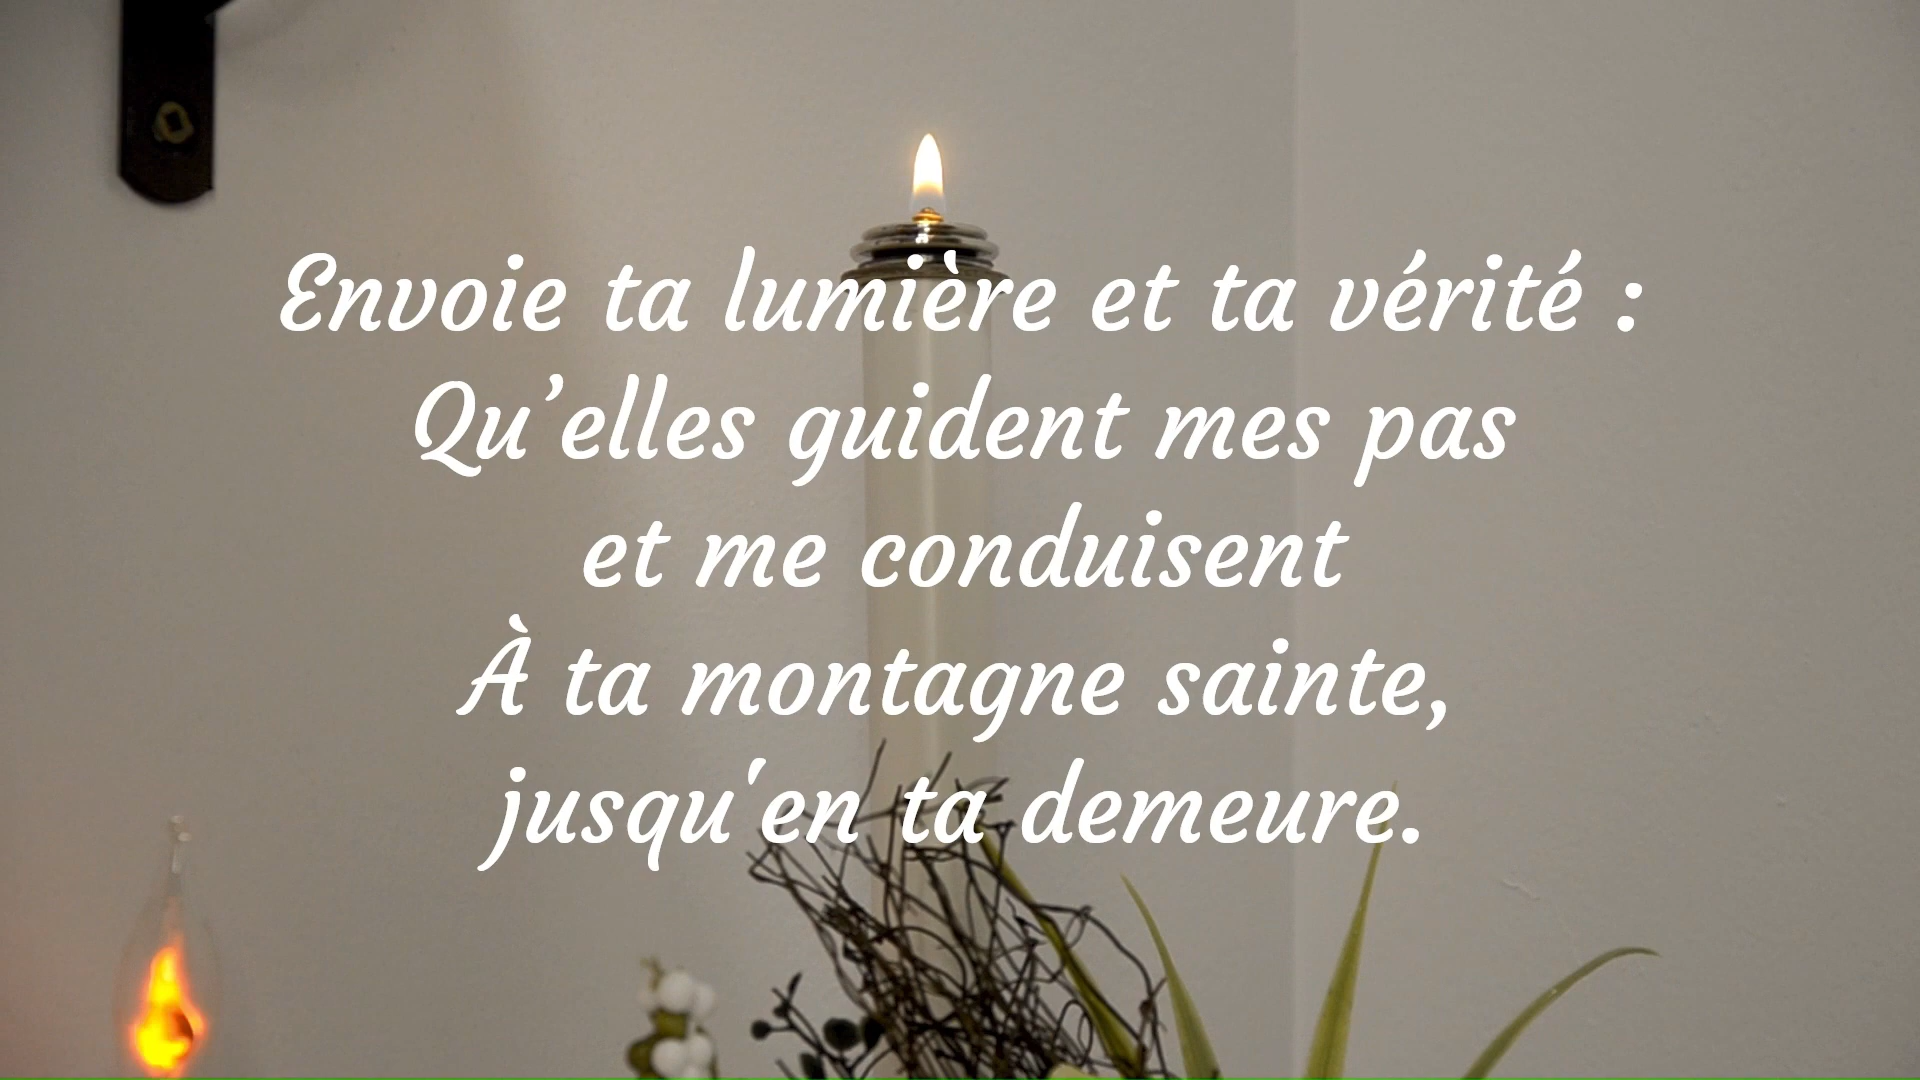 Envoie ta lumière et ta vérité :
Qu’elles guident mes pas
et me conduisent
À ta montagne sainte,
jusqu'en ta demeure.